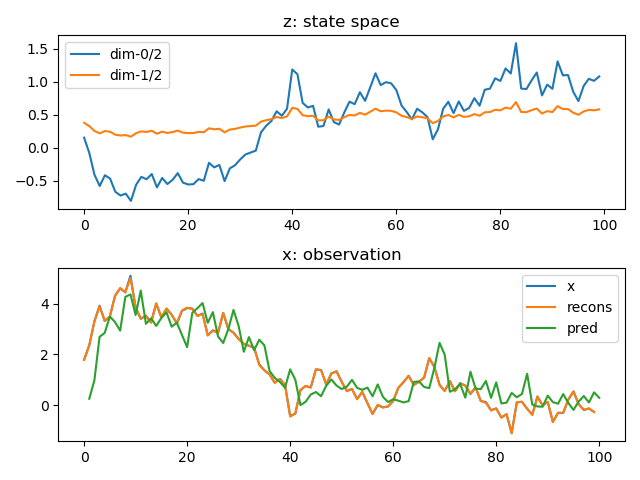 z: state space
dim-0/2
dim-1/2
1.5
1.0
0.5
0.0
−0.5
0 20 40 60 80 100
x: observation
x
recons
pred
4
2
0
0 20 40 60 80 100